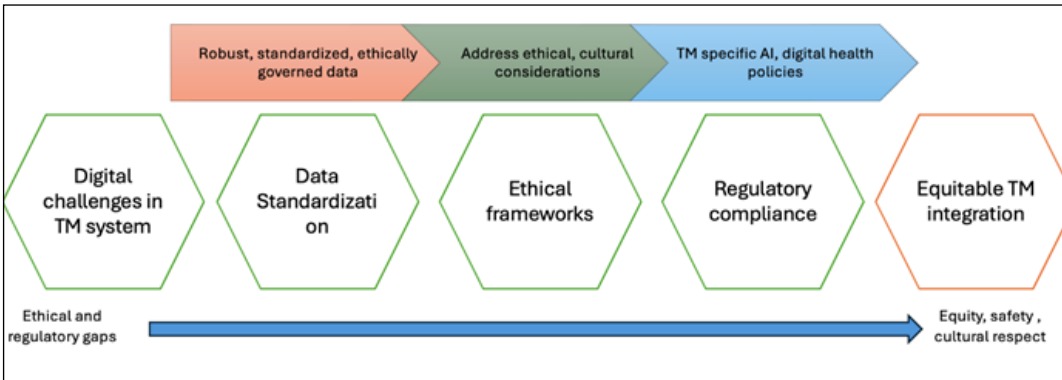 Robust, standardized, ethically
governed data
Address ethical, cultural
considerations
TM specific AI, digital health
policies
Digital
challenges in
TM system
Data
Standardizati
on
Ethical
frameworks
Regulatory
compliance
Equitable TM
integration
Ethical and
regulatory gaps
Equity, safety ,
cultural respect